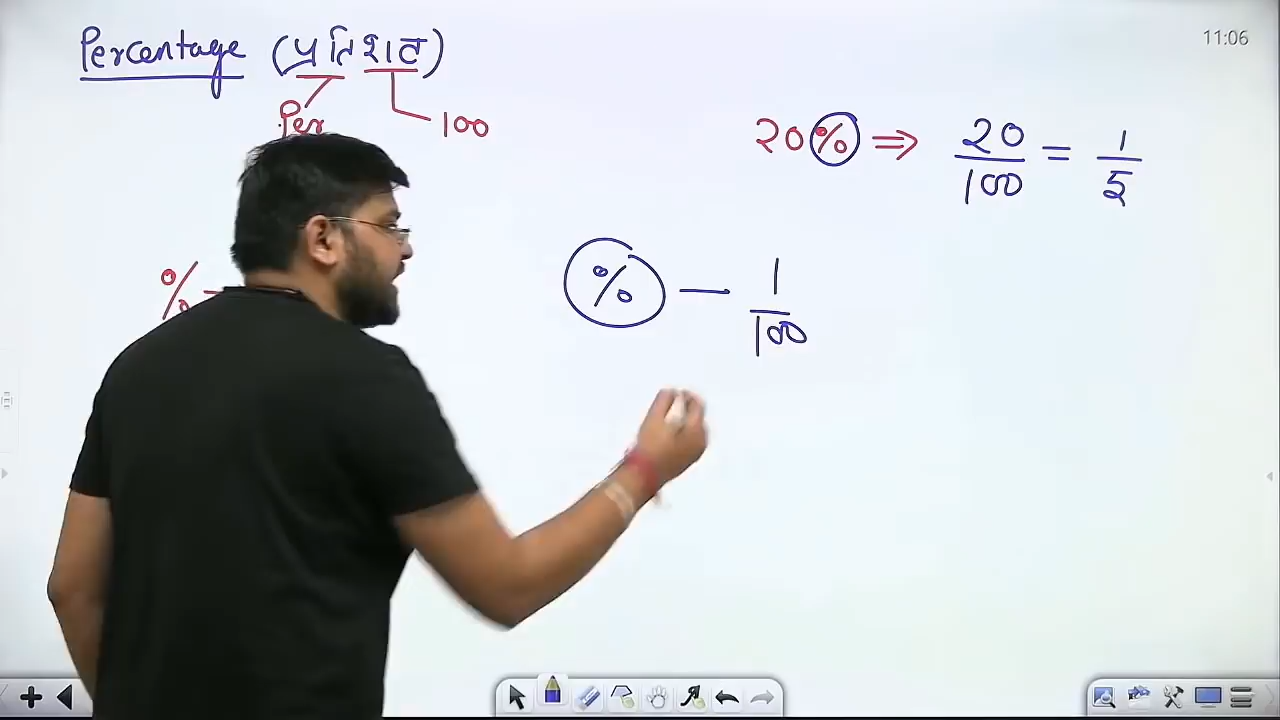 Percentage (प्रतिशत)
Per
100
11:06
20% ⇒ 20/100 = 1/5
% —
% — 1/100